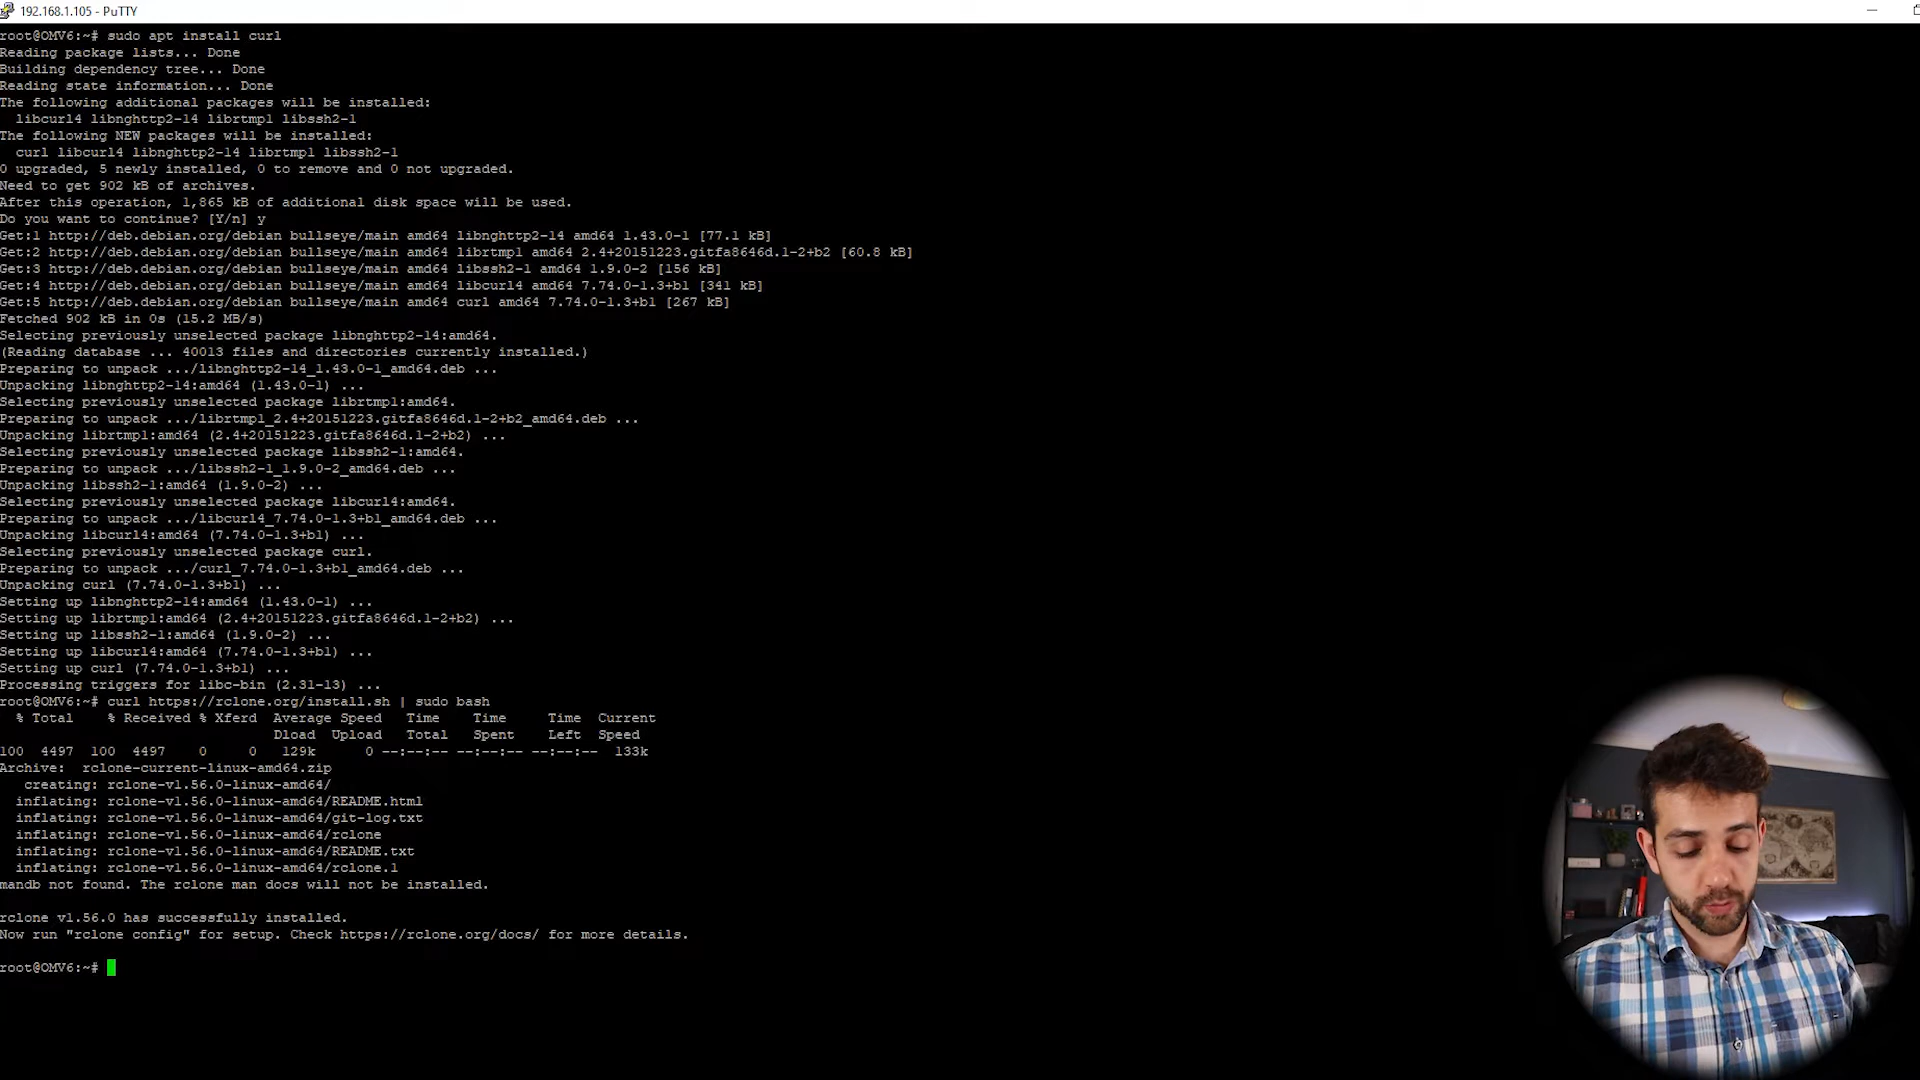 192.168.1.105 - PuTTY
root@OMV6:~# sudo apt install curl
Reading package lists... Done
Building dependency tree... Done
Reading state information... Done
The following additional packages will be installed:
  libcurl4 libnghttp2-14 librtmp1 libssh2-1
The following NEW packages will be installed:
  curl libcurl4 libnghttp2-14 librtmp1 libssh2-1
0 upgraded, 5 newly installed, 0 to remove and 0 not upgraded.
Need to get 902 kB of archives.
After this operation, 1,865 kB of additional disk space will be used.
Do you want to continue? [Y/n] y
Get:1 http://deb.debian.org/debian bullseye/main amd64 libnghttp2-14 amd64 1.43.0-1 [77.1 kB]
Get:2 http://deb.debian.org/debian bullseye/main amd64 librtmp1 amd64 2.4+20151223.gitfa8646d.1-2+b2 [60.8 kB]
Get:3 http://deb.debian.org/debian bullseye/main amd64 libssh2-1 amd64 1.9.0-2 [156 kB]
Get:4 http://deb.debian.org/debian bullseye/main amd64 libcurl4 amd64 7.74.0-1.3+b1 [341 kB]
Get:5 http://deb.debian.org/debian bullseye/main amd64 curl amd64 7.74.0-1.3+b1 [267 kB]
Fetched 902 kB in 0s (15.2 MB/s)
Selecting previously unselected package libnghttp2-14:amd64.
(Reading database ... 40013 files and directories currently installed.)
Preparing to unpack .../libnghttp2-14_1.43.0-1_amd64.deb ...
Unpacking libnghttp2-14:amd64 (1.43.0-1) ...
Selecting previously unselected package librtmp1:amd64.
Preparing to unpack .../librtmp1_2.4+20151223.gitfa8646d.1-2+b2_amd64.deb ...
Unpacking librtmp1:amd64 (2.4+20151223.gitfa8646d.1-2+b2) ...
Selecting previously unselected package libssh2-1:amd64.
Preparing to unpack .../libssh2-1_1.9.0-2_amd64.deb ...
Unpacking libssh2-1:amd64 (1.9.0-2) ...
Selecting previously unselected package libcurl4:amd64.
Preparing to unpack .../libcurl4_7.74.0-1.3+b1_amd64.deb ...
Unpacking libcurl4:amd64 (7.74.0-1.3+b1) ...
Selecting previously unselected package curl.
Preparing to unpack .../curl_7.74.0-1.3+b1_amd64.deb ...
Unpacking curl (7.74.0-1.3+b1) ...
Setting up libnghttp2-14:amd64 (1.43.0-1) ...
Setting up librtmp1:amd64 (2.4+20151223.gitfa8646d.1-2+b2) ...
Setting up libssh2-1:amd64 (1.9.0-2) ...
Setting up libcurl4:amd64 (7.74.0-1.3+b1) ...
Setting up curl (7.74.0-1.3+b1) ...
Processing triggers for libc-bin (2.31-13) ...
root@OMV6:~# curl https://rclone.org/install.sh | sudo bash
  % Total    % Received % Xferd  Average Speed   Time    Time     Time  Current
                                 Dload  Upload   Total   Spent    Left  Speed
100  4497  100  4497    0     0   129k      0 --:--:-- --:--:-- --:--:--  133k
Archive:  rclone-current-linux-amd64.zip
   creating: rclone-v1.56.0-linux-amd64/
  inflating: rclone-v1.56.0-linux-amd64/README.html
  inflating: rclone-v1.56.0-linux-amd64/git-log.txt
  inflating: rclone-v1.56.0-linux-amd64/rclone
  inflating: rclone-v1.56.0-linux-amd64/README.txt
  inflating: rclone-v1.56.0-linux-amd64/rclone.1
mandb not found. The rclone man docs will not be installed.
rclone v1.56.0 has successfully installed.
Now run "rclone config" for setup. Check https://rclone.org/docs/ for more details.
root@OMV6:~#